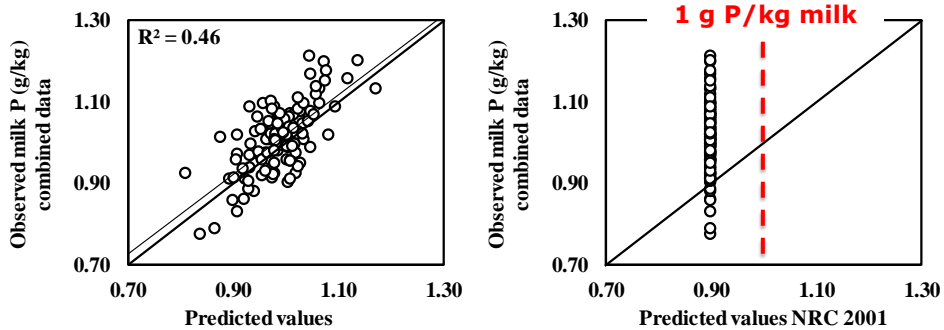 Observed milk P (g/kg)
combined data
1.30
1.10
0.90
0.70
R² = 0.46
0.70 0.90 1.10 1.30
Predicted values
1 g P/kg milk
Observed milk P (g/kg)
combined data
1.30
1.10
0.90
0.70
0.70 0.90 1.10 1.30
Predicted values NRC 2001